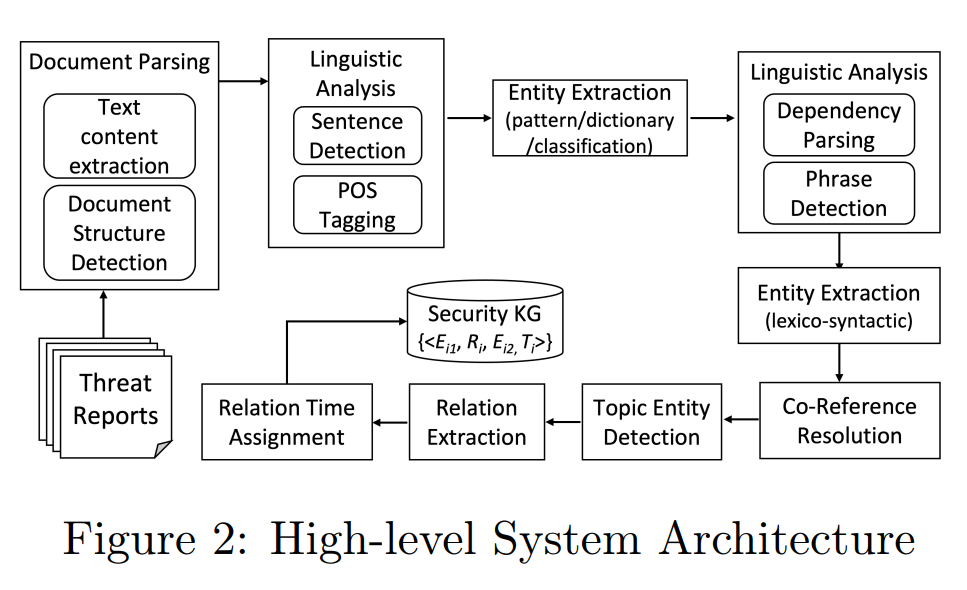 Document Parsing
Text
content
extraction
Document
Structure
Detection
Linguistic
Analysis
Sentence
Detection
POS
Tagging
Entity Extraction
(pattern/dictionary
/classification)
Linguistic Analysis
Dependency
Parsing
Phrase
Detection
Entity Extraction
(lexico-syntactic)
Security KG
{<Ei1, Ri, Ei2, Ti>}
Threat
Reports
Relation Time
Assignment
Relation
Extraction
Topic Entity
Detection
Co-Reference
Resolution
Figure 2: High-level System Architecture